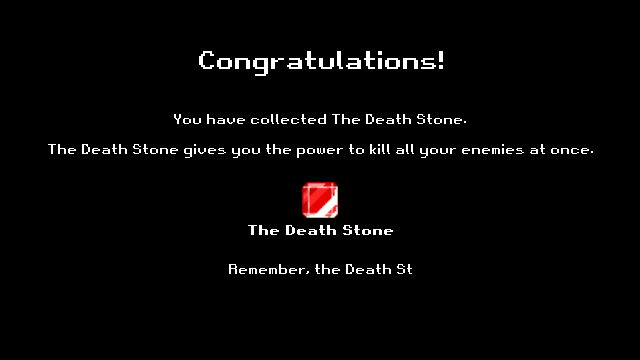 Congratulations!
You have collected The Death Stone.
The Death Stone gives you the power to kill all your enemies at once.
The Death Stone
Remember, the Death St